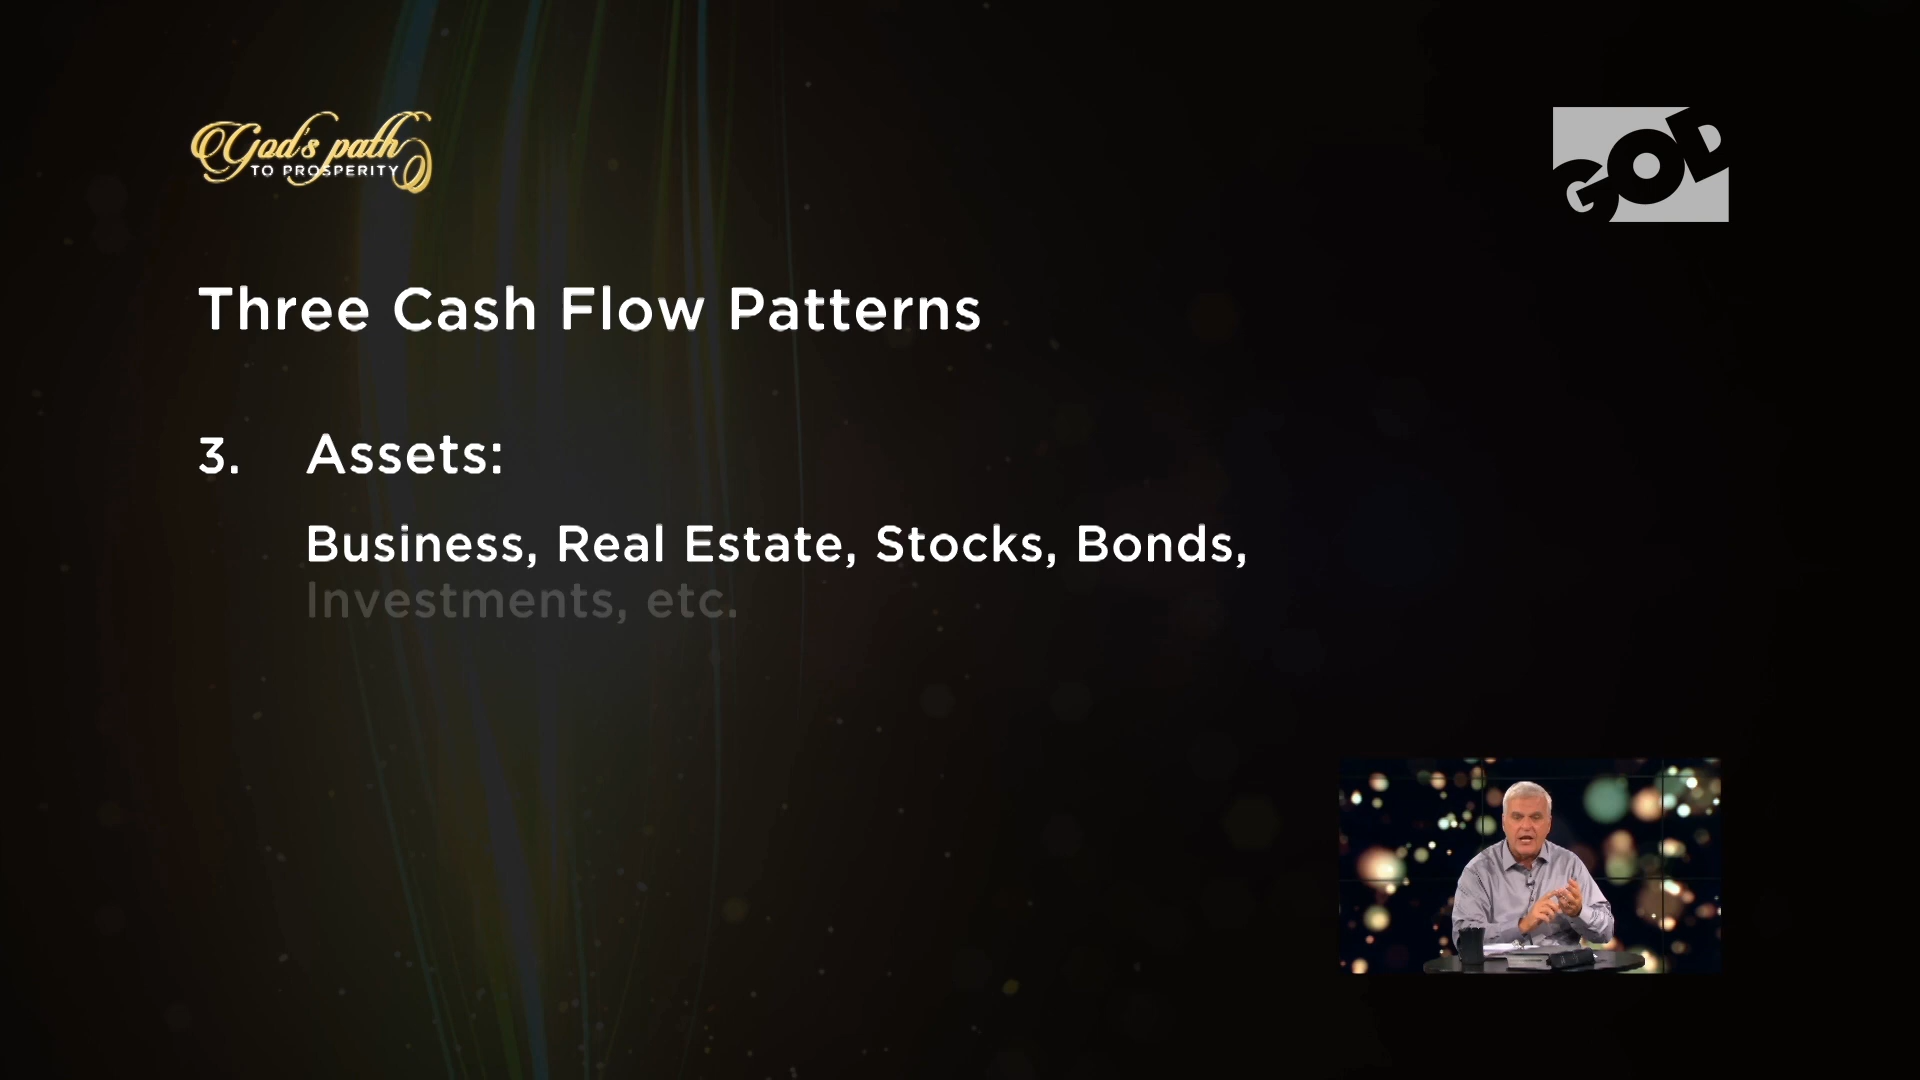 God's path
TO PROSPERITY
GOD
Three Cash Flow Patterns
3. Assets:
Business, Real Estate, Stocks, Bonds,
Investments, etc.